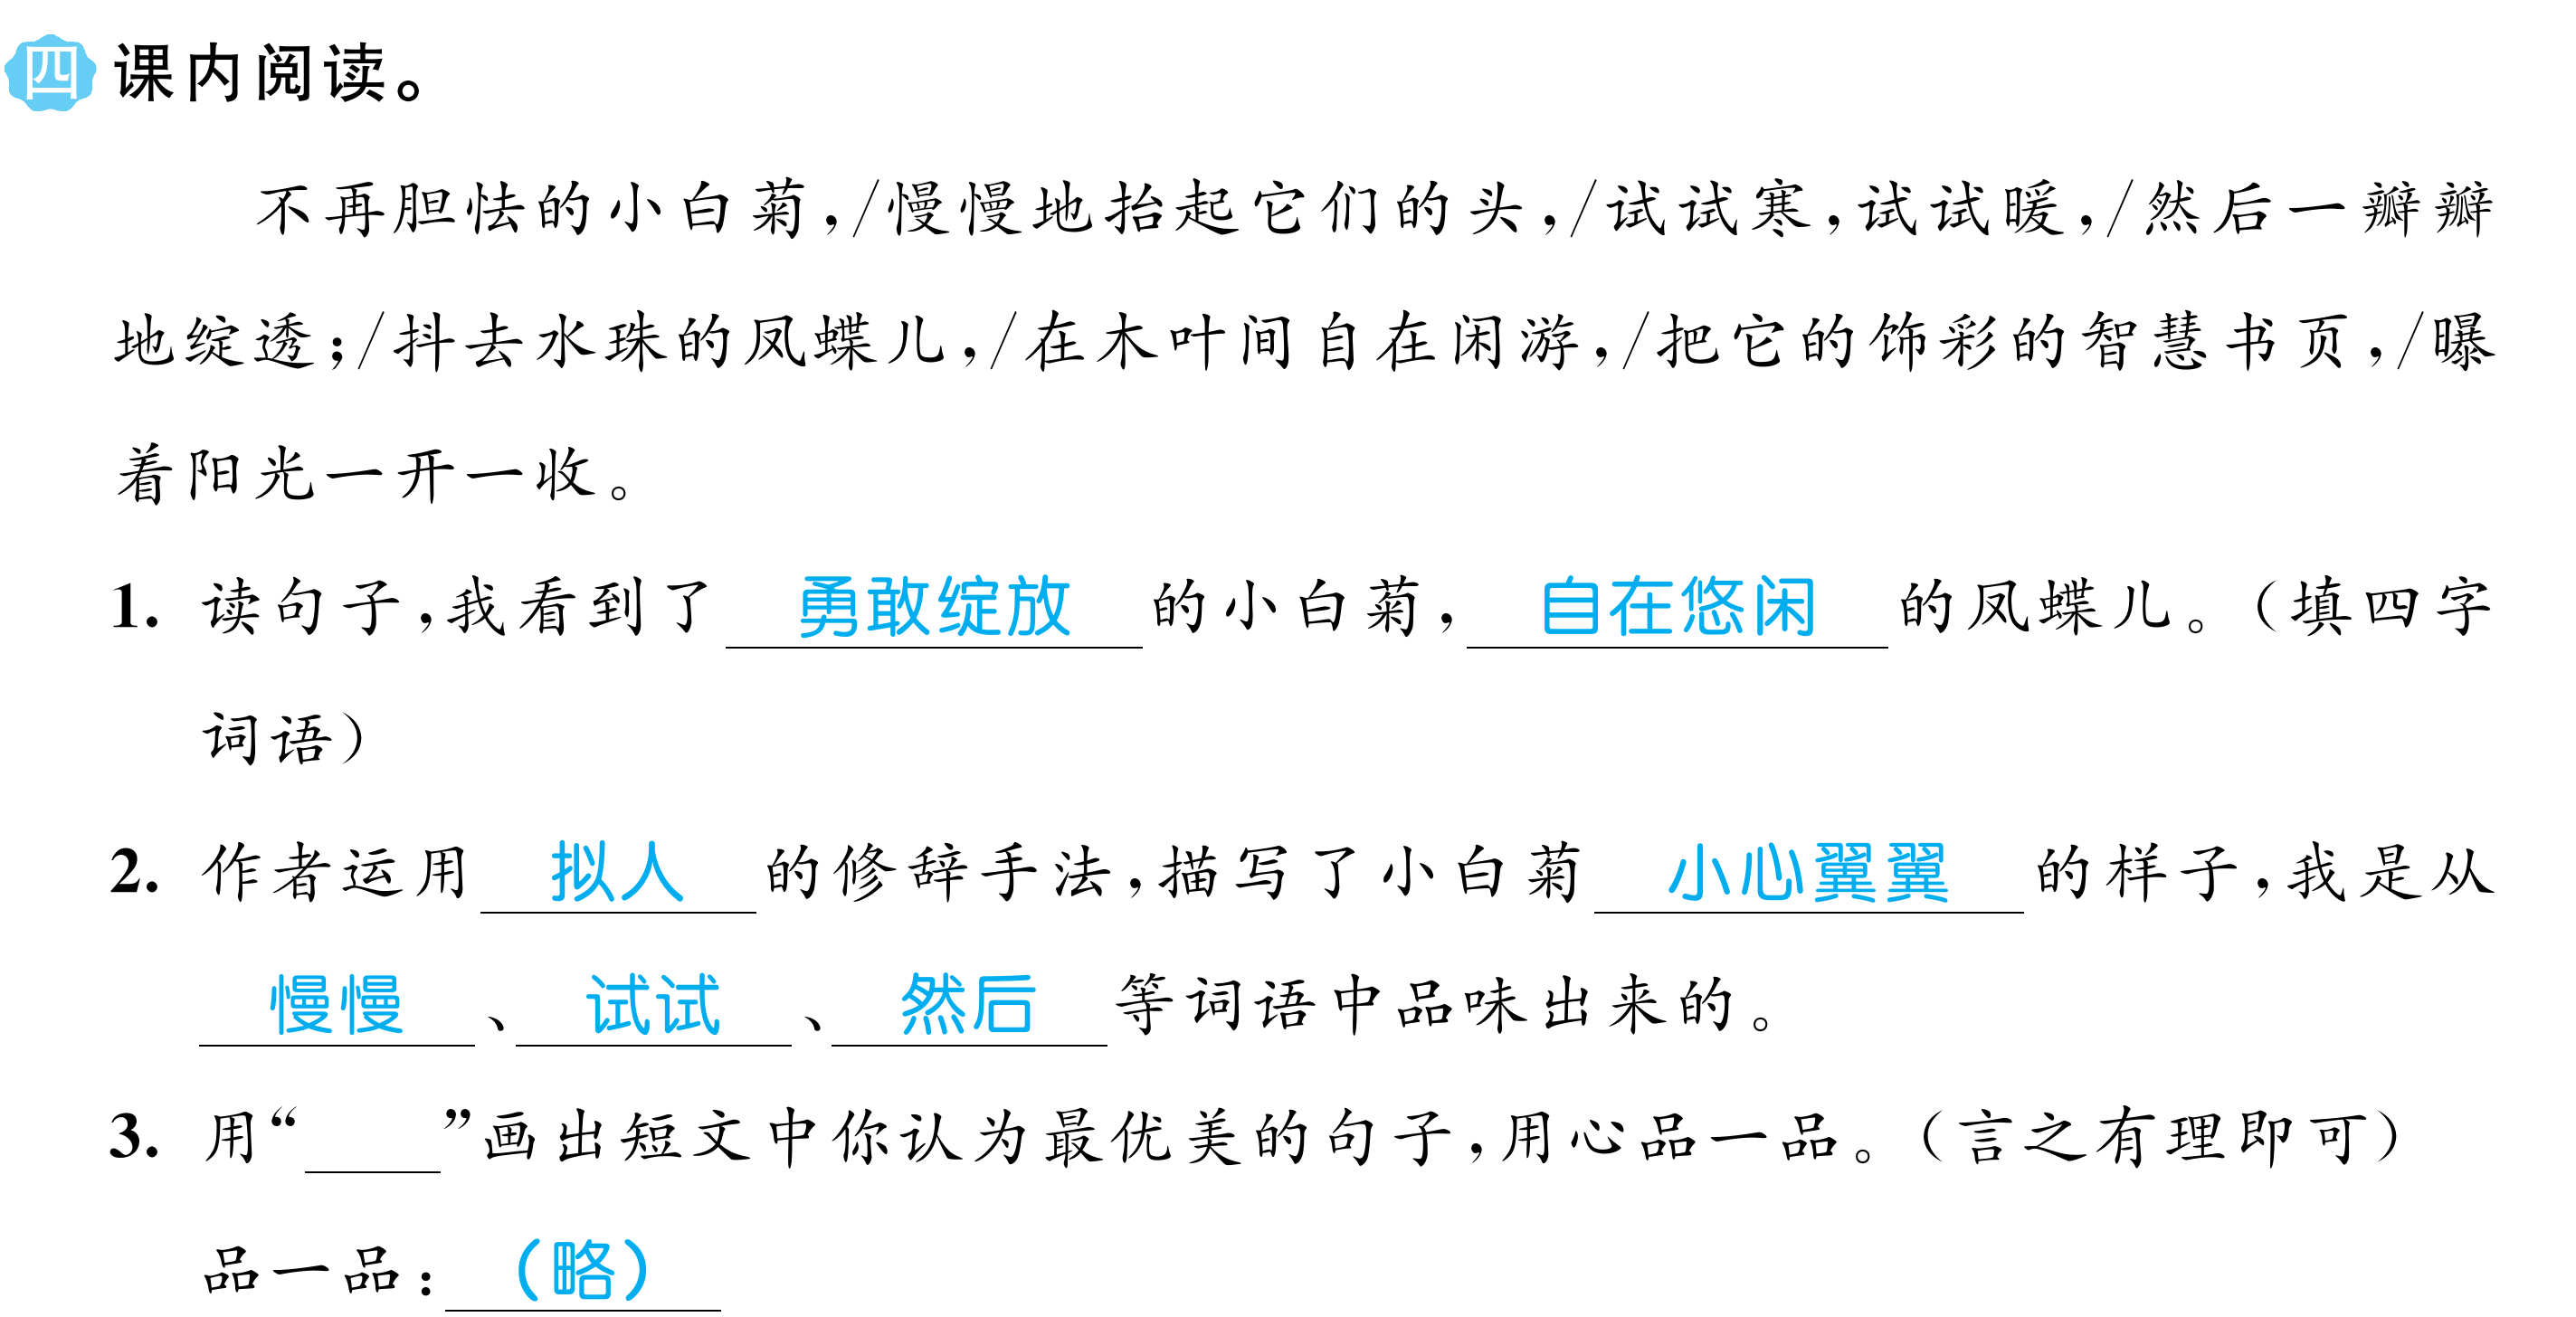 四 课内阅读。
不再胆怯的小白菊,/慢慢地抬起它们的头,/试试寒,试试暖,/然后一瓣瓣
地绽透;/抖去水珠的凤蝶儿,/在木叶间自在闲游,/把它的饰彩的智慧书页,/曝
着阳光一开一收。
1. 读句子,我看到了 勇敢绽放 的小白菊, 自在悠闲 的凤蝶儿。(填四字
词语)
2. 作者运用 拟人 的修辞手法,描写了小白菊 小心翼翼 的样子,我是从
慢慢 、 试试 、 然后 等词语中品味出来的。
3. 用“____”画出短文中你认为最优美的句子,用心品一品。(言之有理即可)
品一品: (略)